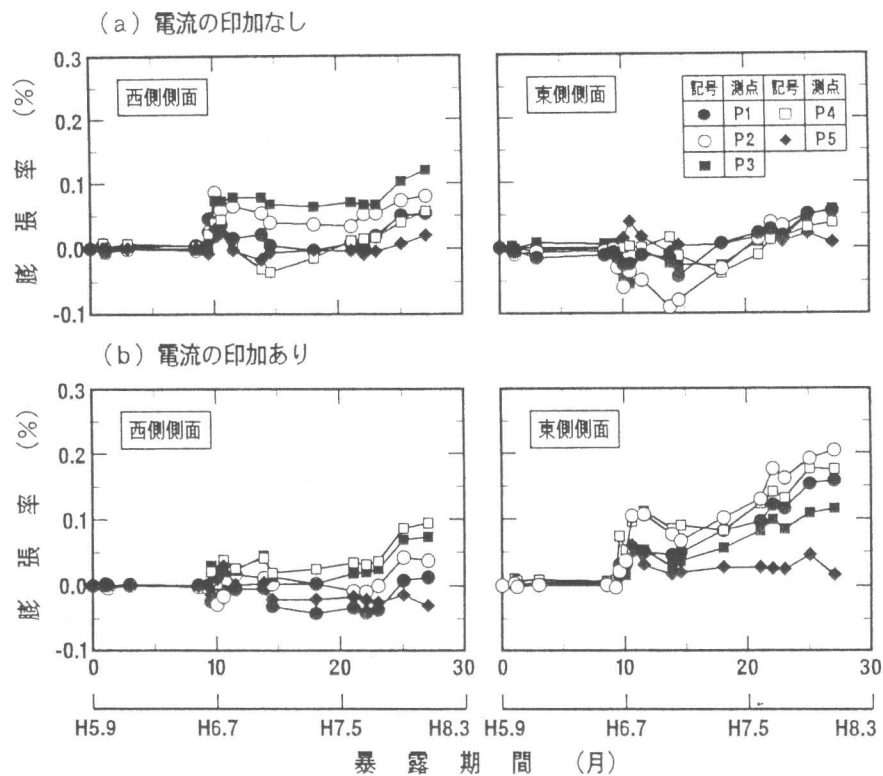 (a) 電流の印加なし
膨張率 (%)
0.3
0.2
0.1
0.0
-0.1
西側側面
東側側面
記号 測点 記号 測点
● P1 □ P4
○ P2 ◆ P5
■ P3
(b) 電流の印加あり
膨張率 (%)
0.3
0.2
0.1
0.0
-0.1
西側側面
東側側面
0 10 20 30 0 10 20 30
H5.9 H6.7 H7.5 H8.3 H5.9 H6.7 H7.5 H8.3
暴露期間 (月)